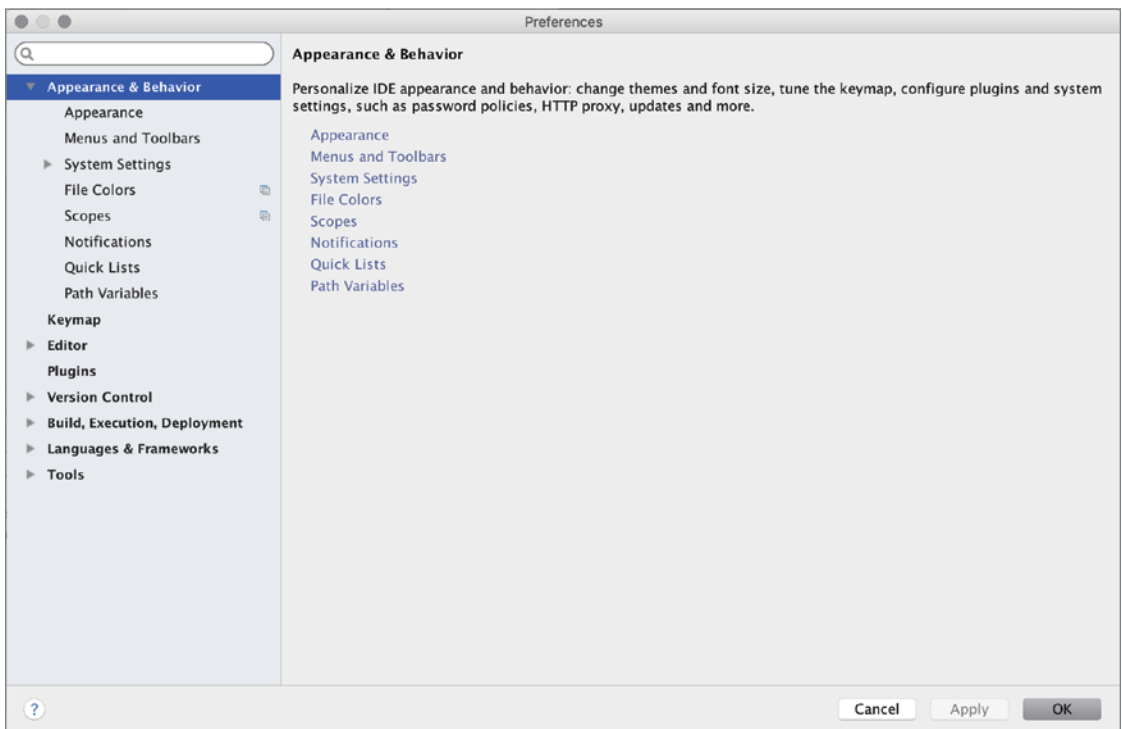 Preferences
Appearance & Behavior
Appearance
Menus and Toolbars
System Settings
File Colors
Scopes
Notifications
Quick Lists
Path Variables
Keymap
Editor
Plugins
Version Control
Build, Execution, Deployment
Languages & Frameworks
Tools
Appearance & Behavior
Personalize IDE appearance and behavior: change themes and font size, tune the keymap, configure plugins and system
settings, such as password policies, HTTP proxy, updates and more.
Appearance
Menus and Toolbars
System Settings
File Colors
Scopes
Notifications
Quick Lists
Path Variables
?
Cancel
Apply
OK